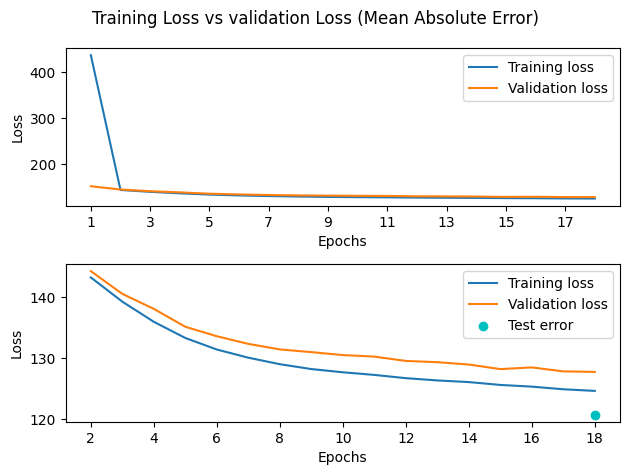 Training Loss vs validation Loss (Mean Absolute Error)
Loss
400
300
200
Training loss
Validation loss
1 3 5 7 9 11 13 15 17
Epochs
Loss
140
130
120
Training loss
Validation loss
Test error
2 4 6 8 10 12 14 16 18
Epochs